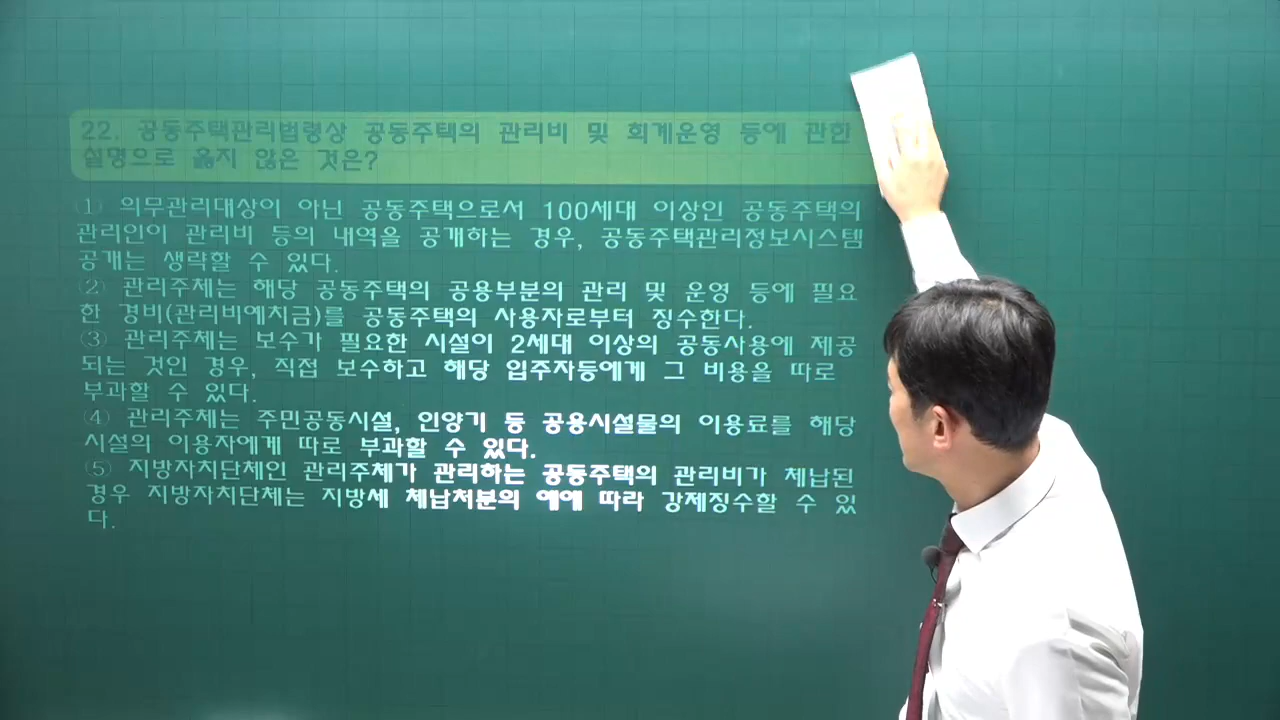 22. 공동주택관리법령상 공동주택의 관리비 및 회계운영 등에 관한
설명으로 옳지 않은 것은?
① 의무관리대상이 아닌 공동주택으로서 100세대 이상인 공동주택의
관리인이 관리비 등의 내역을 공개하는 경우, 공동주택관리정보시스템
공개는 생략할 수 있다.
② 관리주체는 해당 공동주택의 공용부분의 관리 및 운영 등에 필요
한 경비(관리비예치금)를 공동주택의 사용자로부터 징수한다.
③ 관리주체는 보수가 필요한 시설이 2세대 이상의 공동사용에 제공
되는 것인 경우, 직접 보수하고 해당 입주자등에게 그 비용을 따로
부과할 수 있다.
④ 관리주체는 주민공동시설, 인양기 등 공용시설물의 이용료를 해당
시설의 이용자에게 따로 부과할 수 있다.
⑤ 지방자치단체인 관리주체가 관리하는 공동주택의 관리비가 체납된
경우 지방자치단체는 지방세 체납처분의 예에 따라 강제징수할 수 있
다.